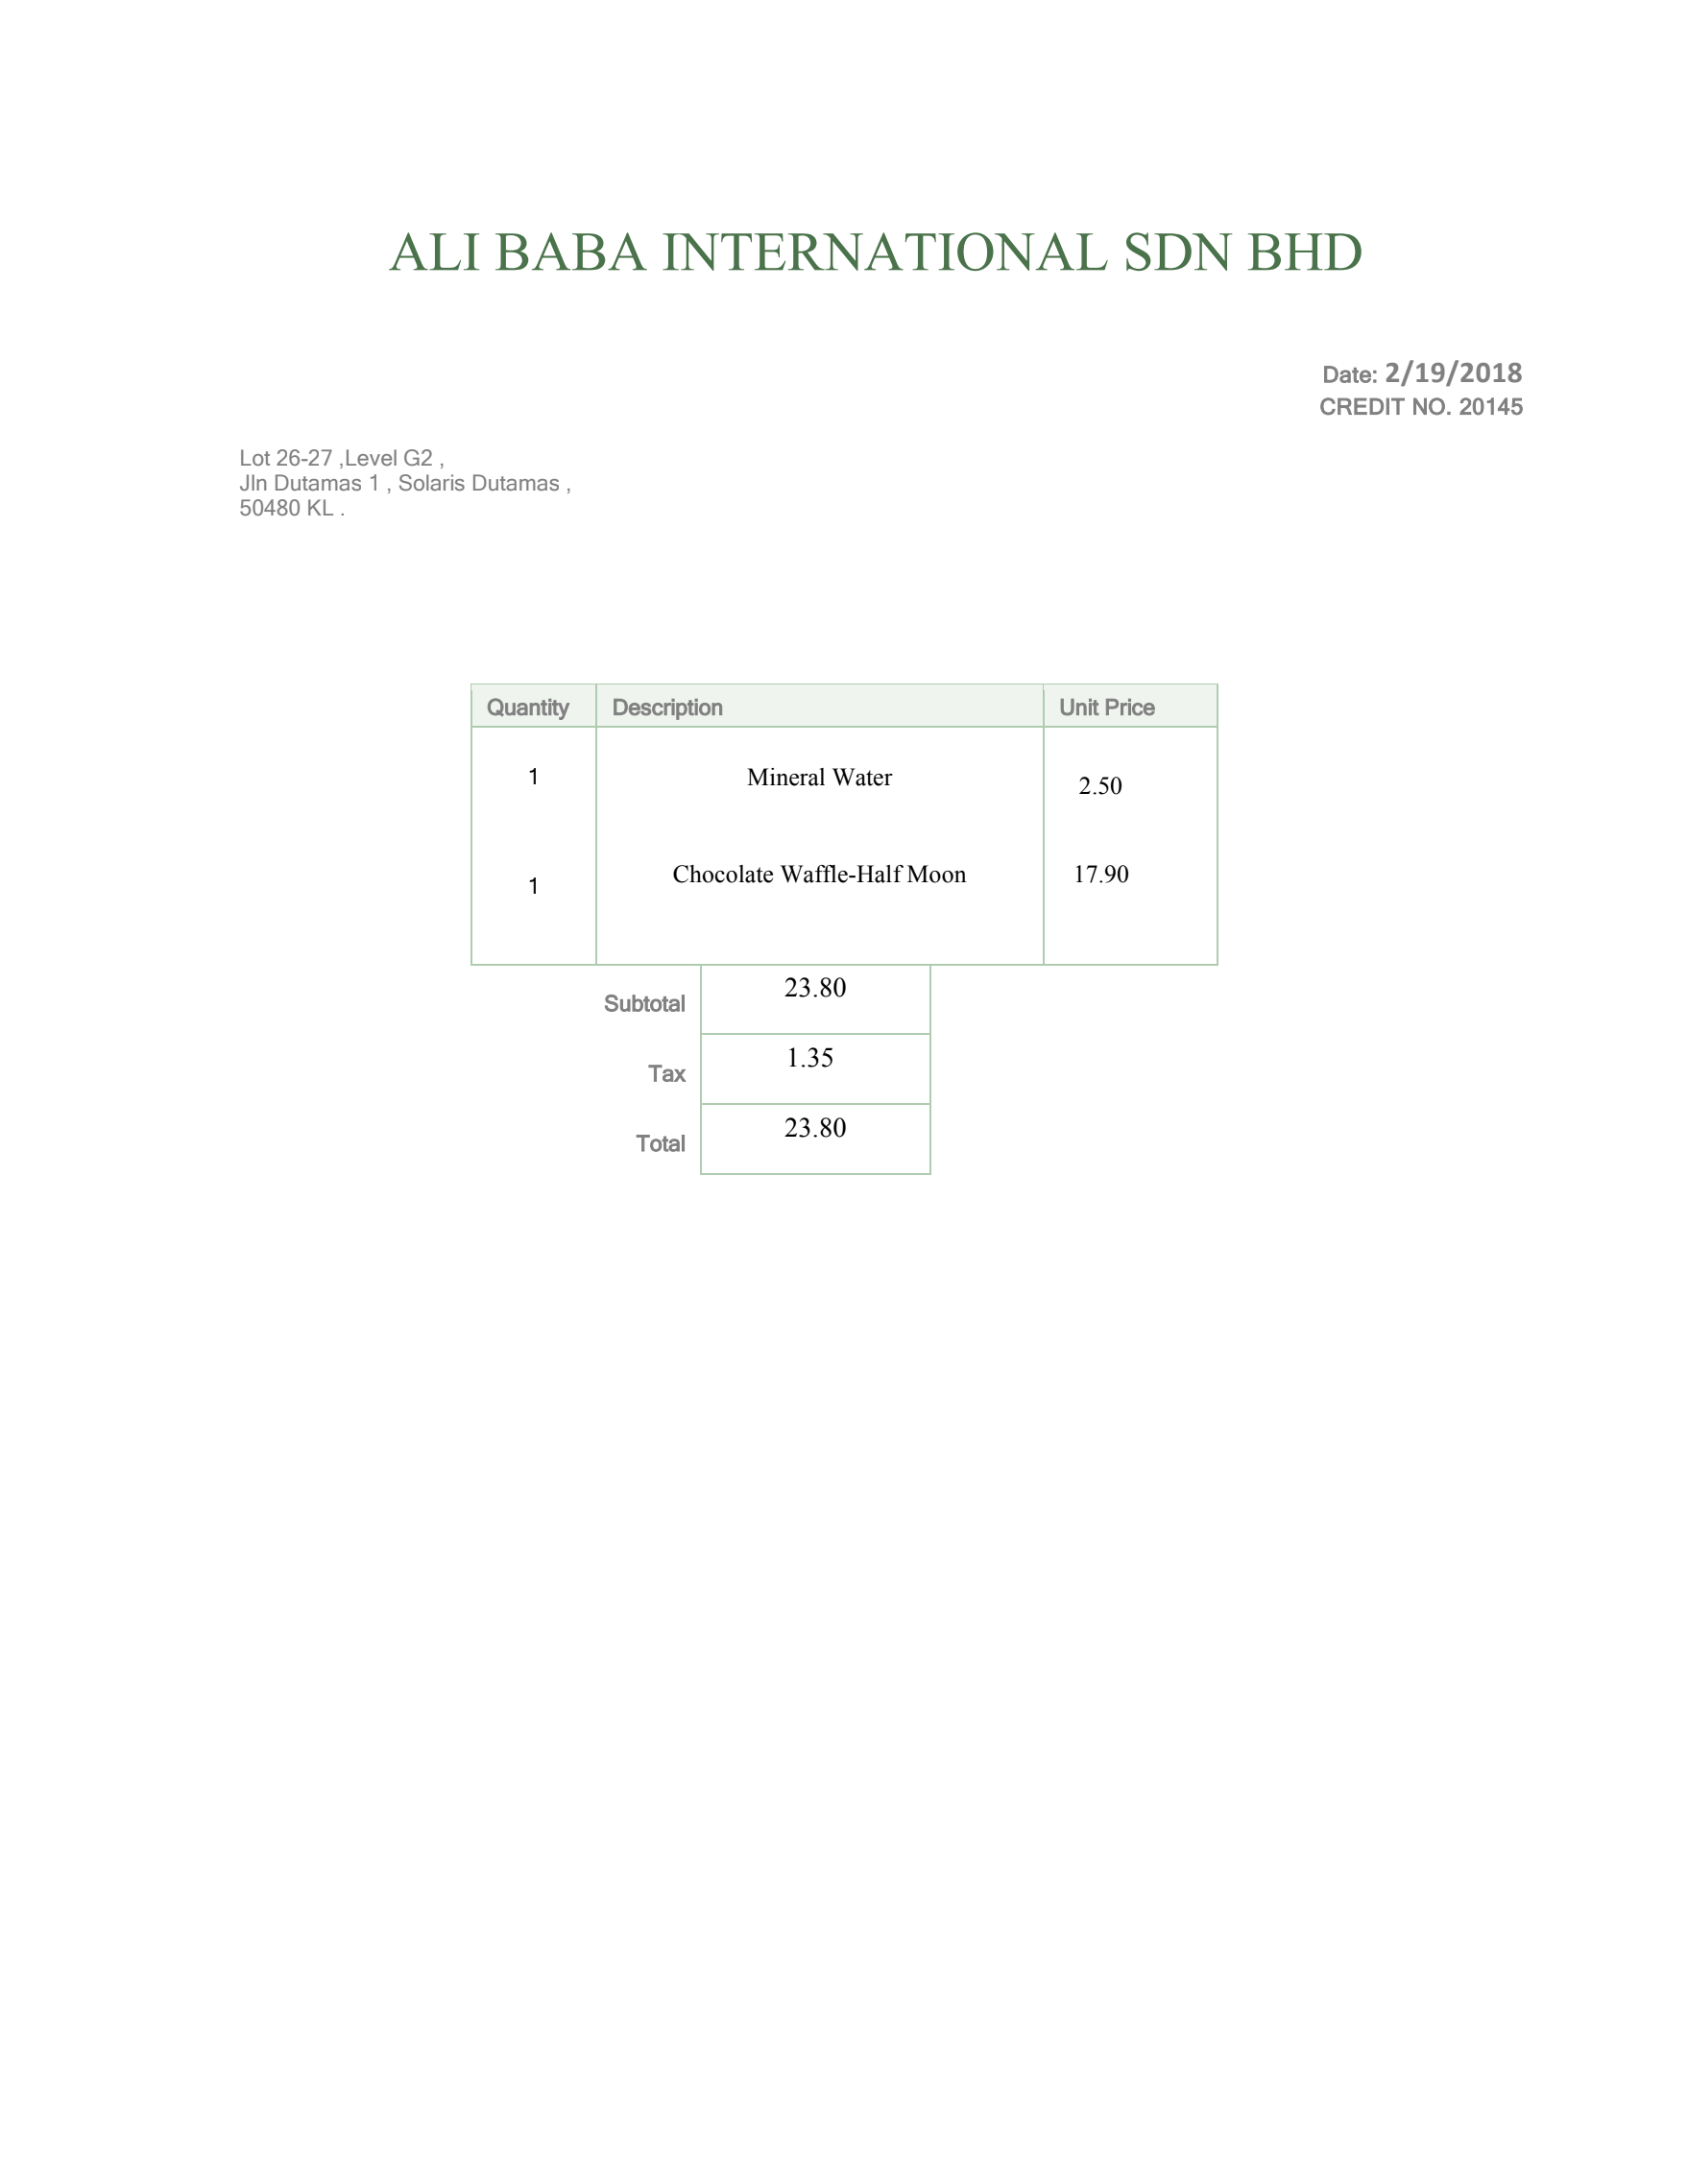 ALI BABA INTERNATIONAL SDN BHD
Date: 2/19/2018
CREDIT NO. 20145
Lot 26-27 ,Level G2 ,
Jln Dutamas 1 , Solaris Dutamas ,
50480 KL .
Quantity Description Unit Price
1 Mineral Water 2.50
1 Chocolate Waffle-Half Moon 17.90
Subtotal 23.80
Tax 1.35
Total 23.80